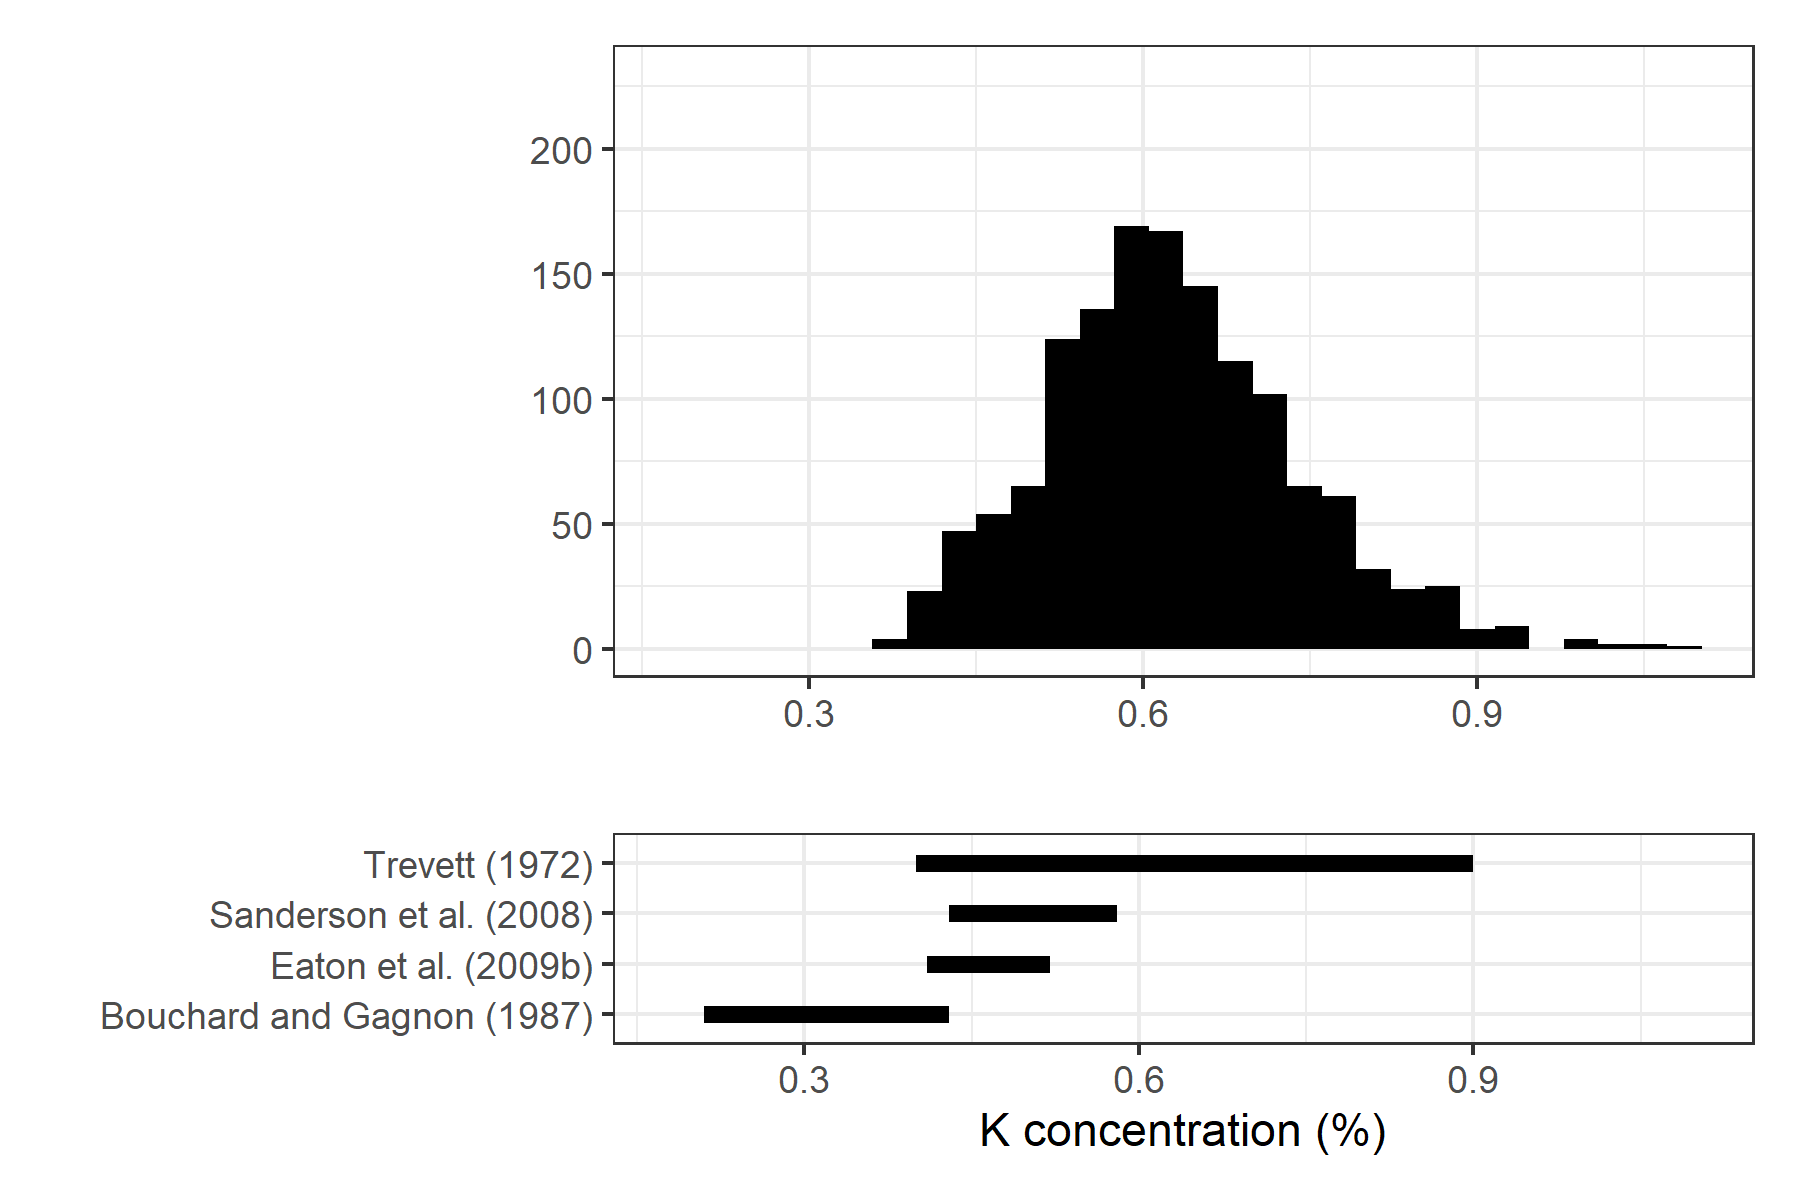 200
150
100
50
0
0.3 0.6 0.9
Trevett (1972)
Sanderson et al. (2008)
Eaton et al. (2009b)
Bouchard and Gagnon (1987)
0.3 0.6 0.9
K concentration (%)